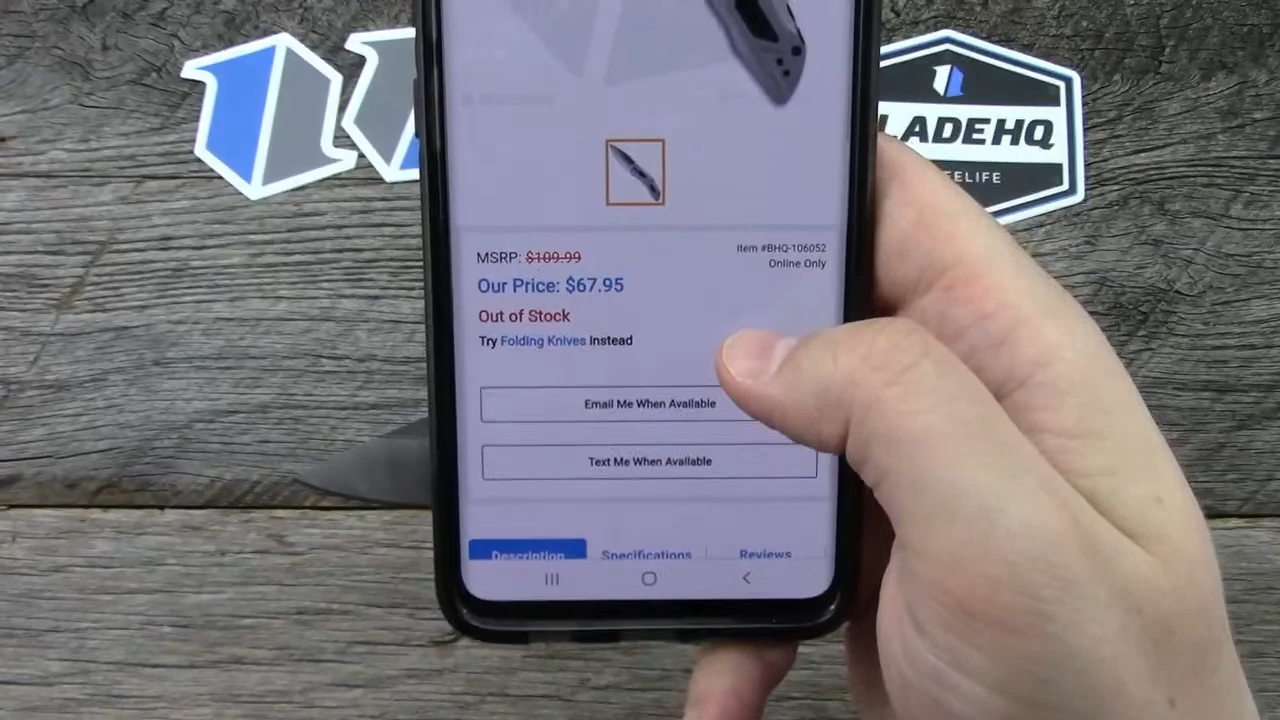 LADEHQ
ELIFE
MSRP: $109.99
Item #BHQ-106052
Online Only
Our Price: $67.95
Out of Stock
Try Folding Knives Instead
Email Me When Available
Text Me When Available
Description
Specifications
Reviews